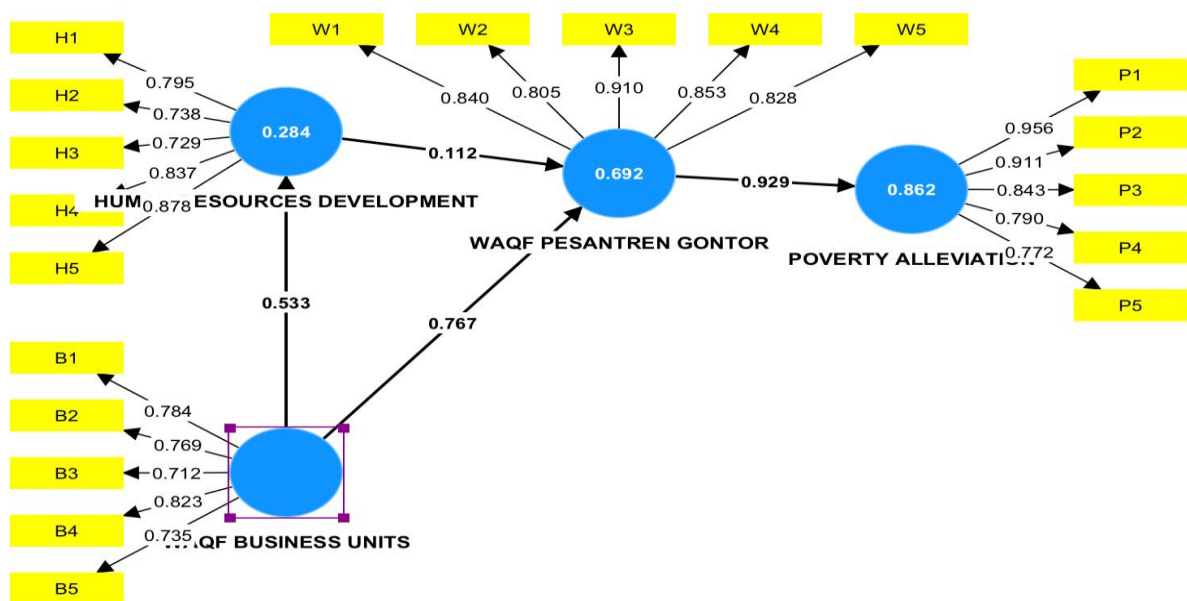 H1
H2
H3
H4
H5
0.795
0.738
0.729
0.837
0.878
0.284
HUM RESOURCES DEVELOPMENT
W1
W2
W3
W4
W5
0.840
0.805
0.910
0.853
0.828
0.112
0.692
WAQF PESANTREN GONTOR
0.929
0.862
POVERTY ALLEVIATION
P1
P2
P3
P4
P5
0.956
0.911
0.843
0.790
0.772
0.533
0.767
B1
B2
B3
B4
B5
0.784
0.769
0.712
0.823
0.735
WAQF BUSINESS UNITS